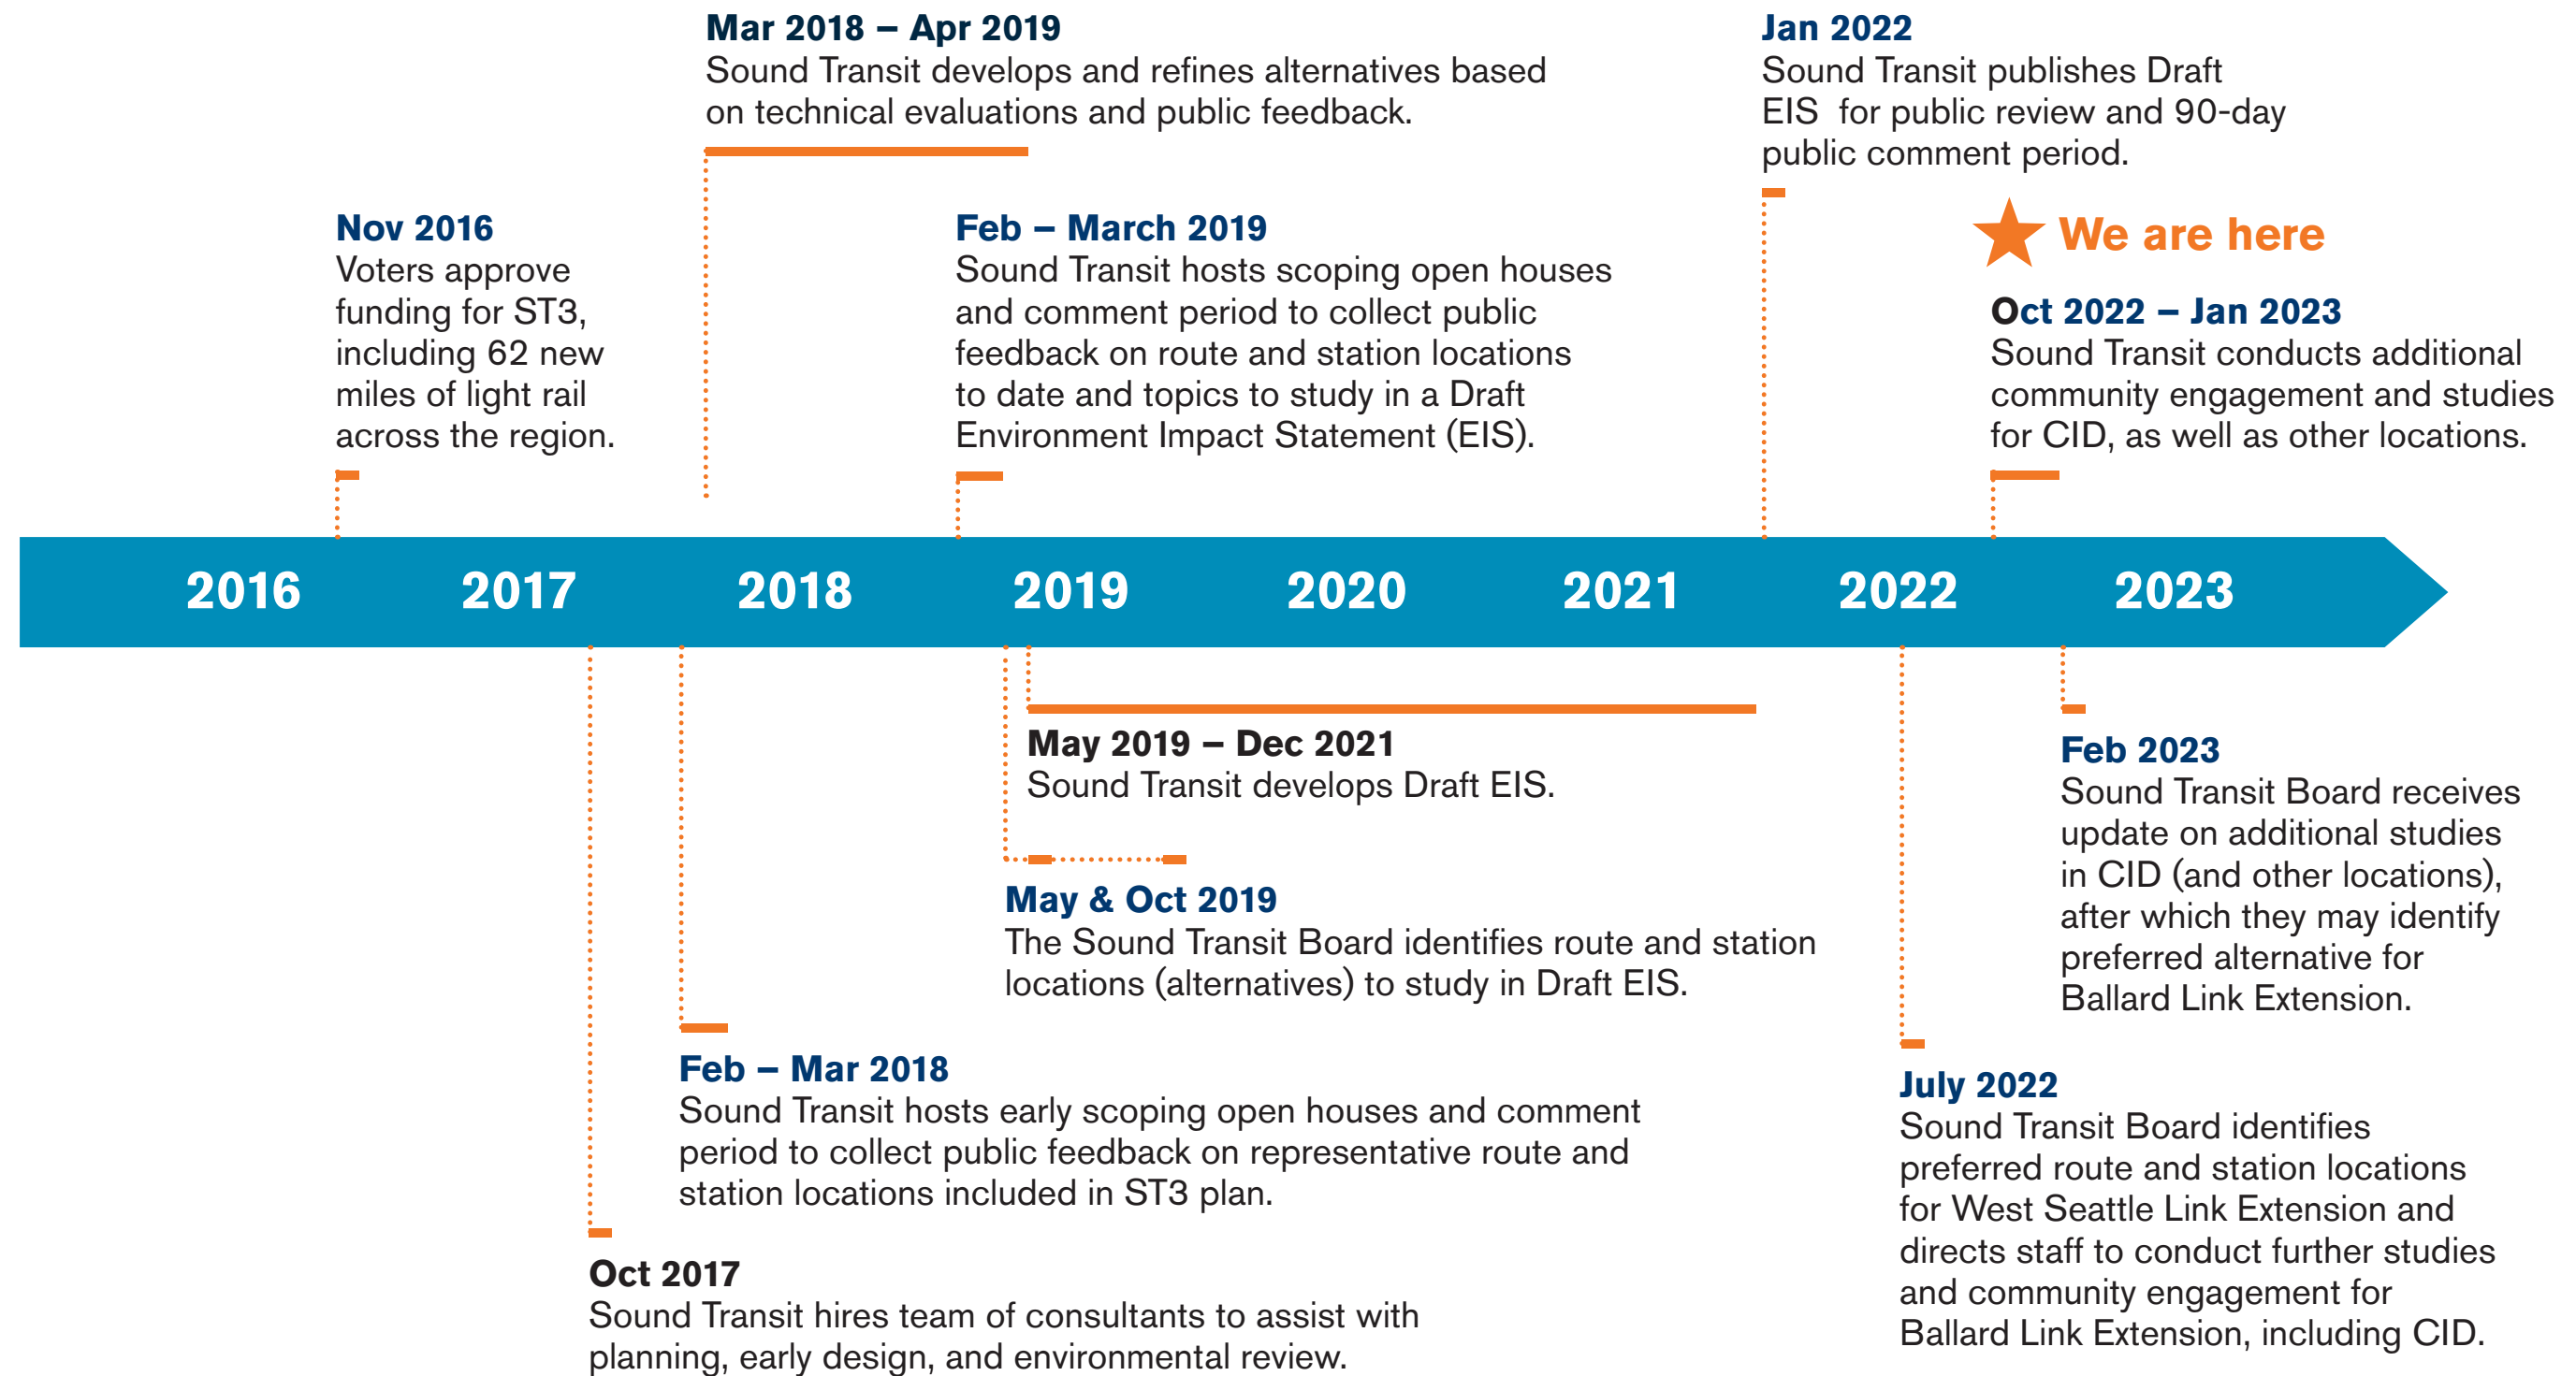 Mar 2018 – Apr 2019
Sound Transit develops and refines alternatives based
on technical evaluations and public feedback.
Jan 2022
Sound Transit publishes Draft
EIS  for public review and 90-day
public comment period.
Nov 2016
Voters approve
funding for ST3,
including 62 new
miles of light rail
across the region.
Feb – March 2019
Sound Transit hosts scoping open houses
and comment period to collect public
feedback on route and station locations
to date and topics to study in a Draft
Environment Impact Statement (EIS).
We are here
Oct 2022 – Jan 2023
Sound Transit conducts additional
community engagement and studies
for CID, as well as other locations.
2016
2017
2018
2019
2020
2021
2022
2023
May 2019 – Dec 2021
Sound Transit develops Draft EIS.
May & Oct 2019
The Sound Transit Board identifies route and station
locations (alternatives) to study in Draft EIS.
Feb – Mar 2018
Sound Transit hosts early scoping open houses and comment
period to collect public feedback on representative route and
station locations included in ST3 plan.
Oct 2017
Sound Transit hires team of consultants to assist with
planning, early design, and environmental review.
Feb 2023
Sound Transit Board receives
update on additional studies
in CID (and other locations),
after which they may identify
preferred alternative for
Ballard Link Extension.
July 2022
Sound Transit Board identifies
preferred route and station locations
for West Seattle Link Extension and
directs staff to conduct further studies
and community engagement for
Ballard Link Extension, including CID.